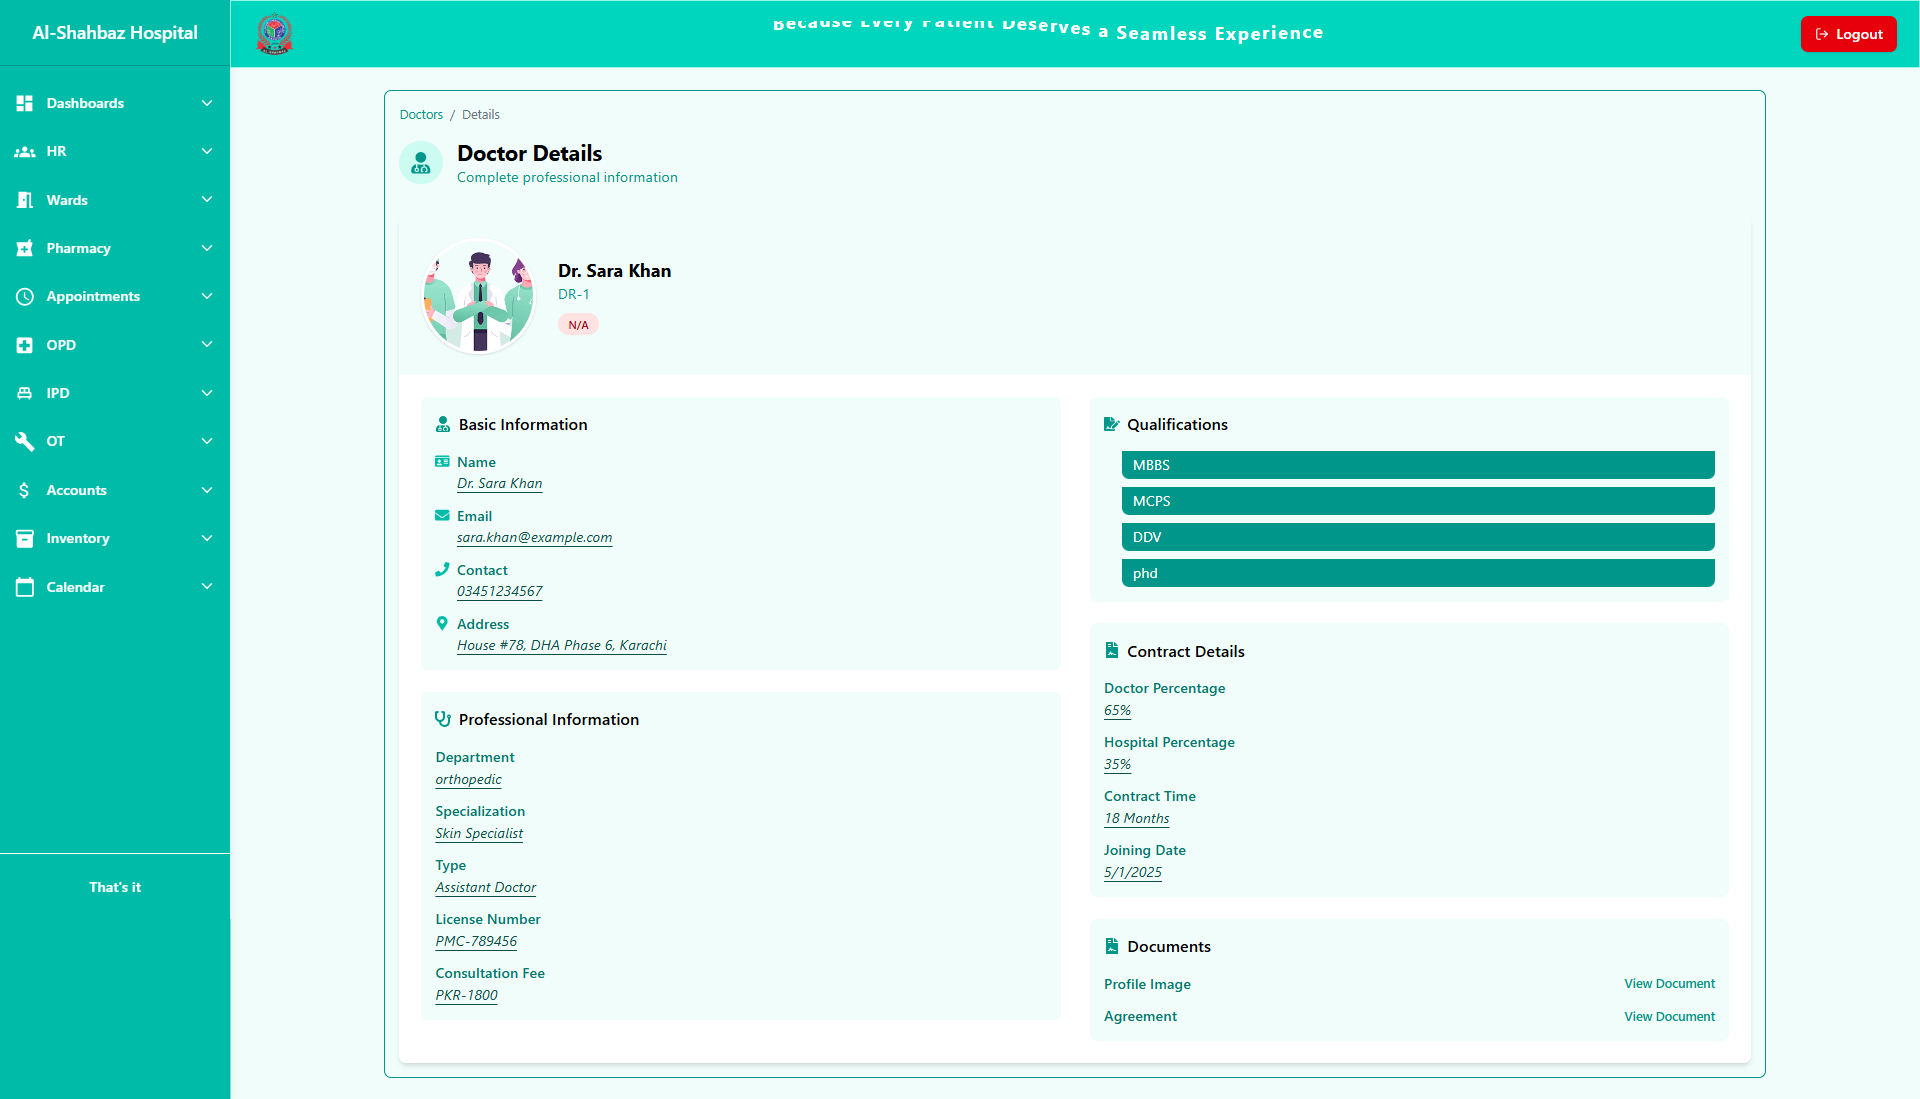 Al-Shahbaz Hospital
Because Every Patient Deserves a Seamless Experience
Logout
Dashboards
HR
Wards
Pharmacy
Appointments
OPD
IPD
OT
Accounts
Inventory
Calendar
That's it
Doctors / Details
Doctor Details
Complete professional information
Dr. Sara Khan
DR-1
N/A
Basic Information
Name
Dr. Sara Khan
Email
sara.khan@example.com
Contact
03451234567
Address
House #78, DHA Phase 6, Karachi
Professional Information
Department
orthopedic
Specialization
Skin Specialist
Type
Assistant Doctor
License Number
PMC-789456
Consultation Fee
PKR-1800
Qualifications
MBBS
MCPS
DDV
phd
Contract Details
Doctor Percentage
65%
Hospital Percentage
35%
Contract Time
18 Months
Joining Date
5/1/2025
Documents
Profile Image
View Document
Agreement
View Document